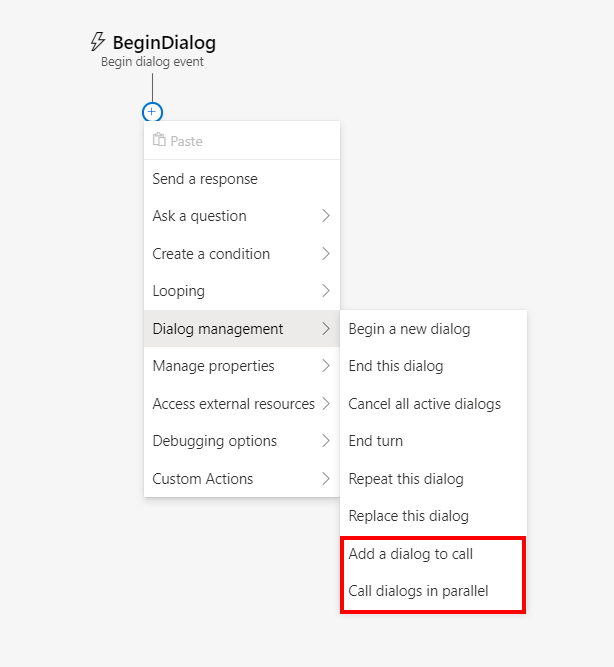 BeginDialog
Begin dialog event
Paste
Send a response
Ask a question
Create a condition
Looping
Dialog management
Manage properties
Access external resources
Debugging options
Custom Actions
Begin a new dialog
End this dialog
Cancel all active dialogs
End turn
Repeat this dialog
Replace this dialog
Add a dialog to call
Call dialogs in parallel